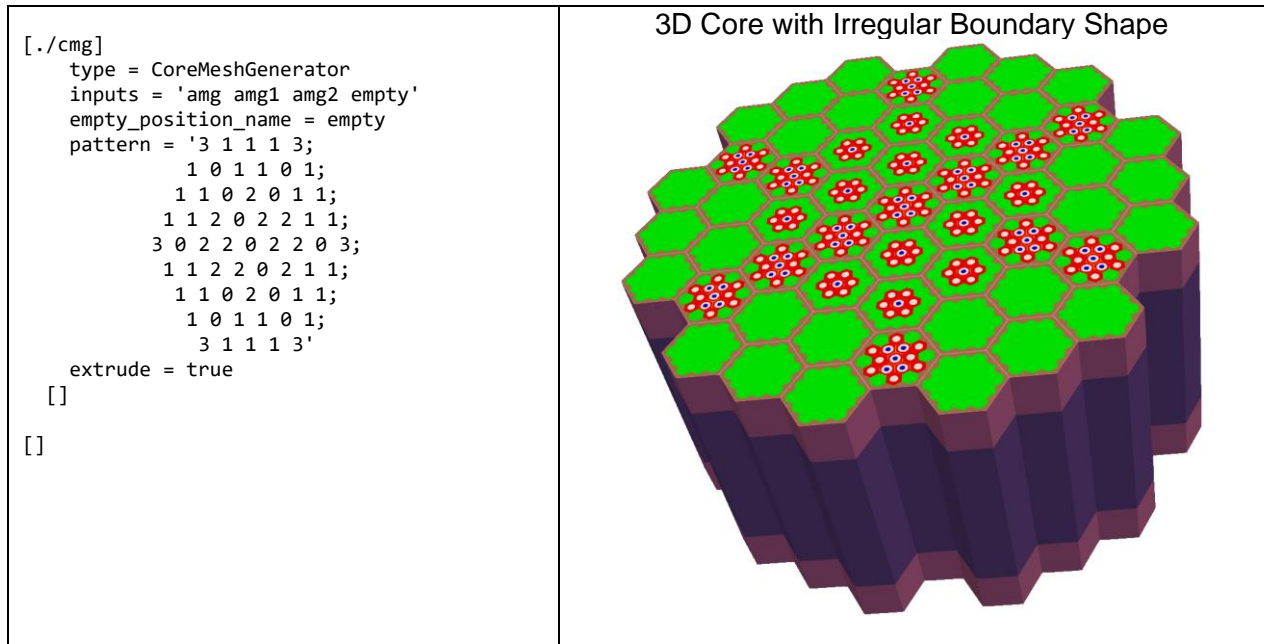 [./cmg]
type = CoreMeshGenerator
inputs = 'amg amg1 amg2 empty'
empty_position_name = empty
pattern = '3 1 1 1 3;
1 0 1 1 0 1;
1 1 0 2 0 1 1;
1 1 2 0 2 2 1 1;
3 0 2 2 0 2 2 0 3;
1 1 2 2 0 2 1 1;
1 1 0 2 0 1 1;
1 0 1 1 0 1;
3 1 1 1 3'
extrude = true
[]
[]
3D Core with Irregular Boundary Shape